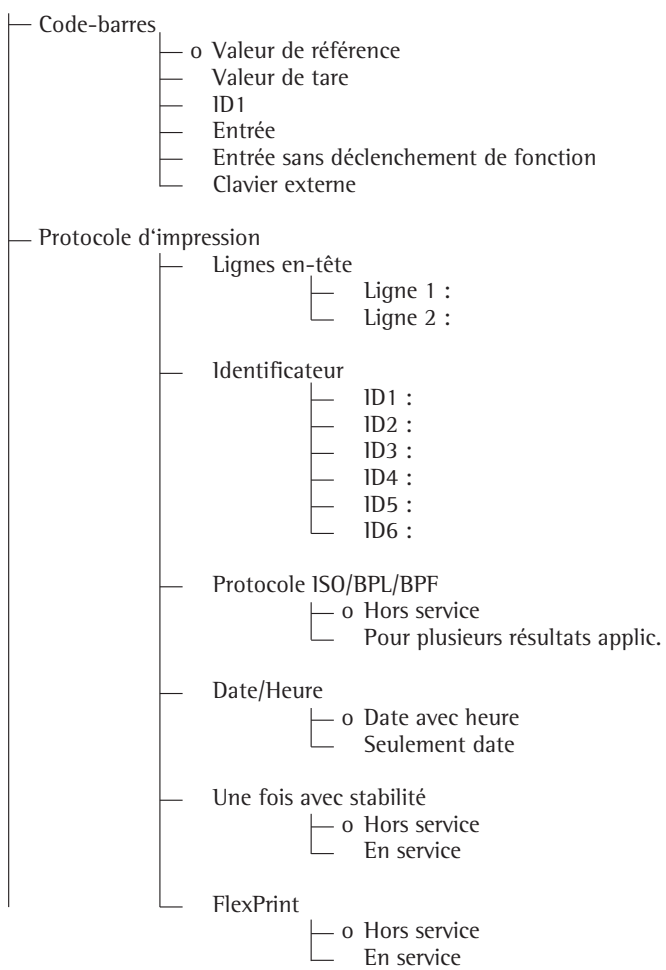 Code-barres
o Valeur de référence
Valeur de tare
ID1
Entrée
Entrée sans déclenchement de fonction
Clavier externe
Protocole d‘impression
Lignes en-tête
Ligne 1 :
Ligne 2 :
Identificateur
ID1 :
ID2 :
ID3 :
ID4 :
ID5 :
ID6 :
Protocole ISO/BPL/BPF
o Hors service
Pour plusieurs résultats applic.
Date/Heure
o Date avec heure
Seulement date
Une fois avec stabilité
o Hors service
En service
FlexPrint
o Hors service
En service